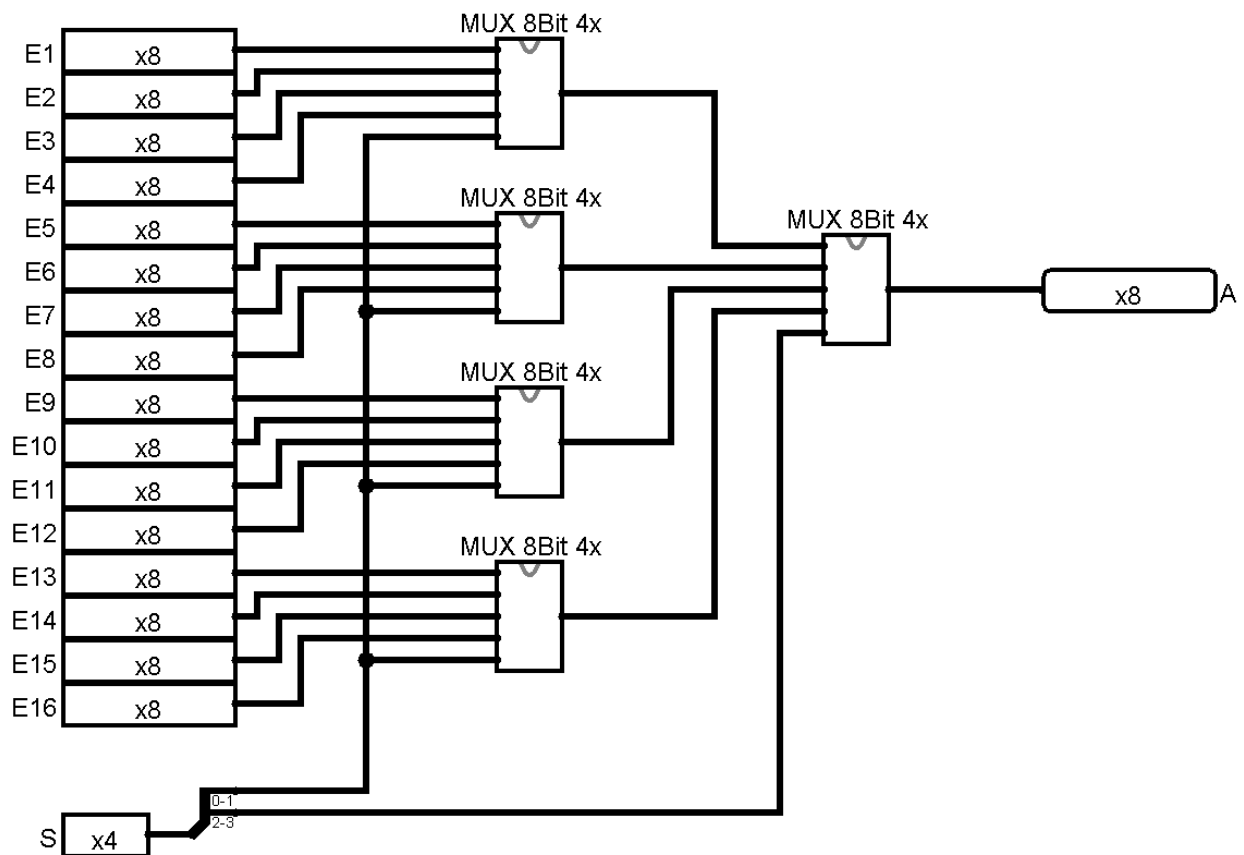 MUX 8Bit 4x
E1 x8
E2 x8
E3 x8
E4 x8
MUX 8Bit 4x
E5 x8
E6 x8
E7 x8
E8 x8
MUX 8Bit 4x
E9 x8
E10 x8
E11 x8
E12 x8
MUX 8Bit 4x
E13 x8
E14 x8
E15 x8
E16 x8
MUX 8Bit 4x
x8 A
0-1
2-3
S x4